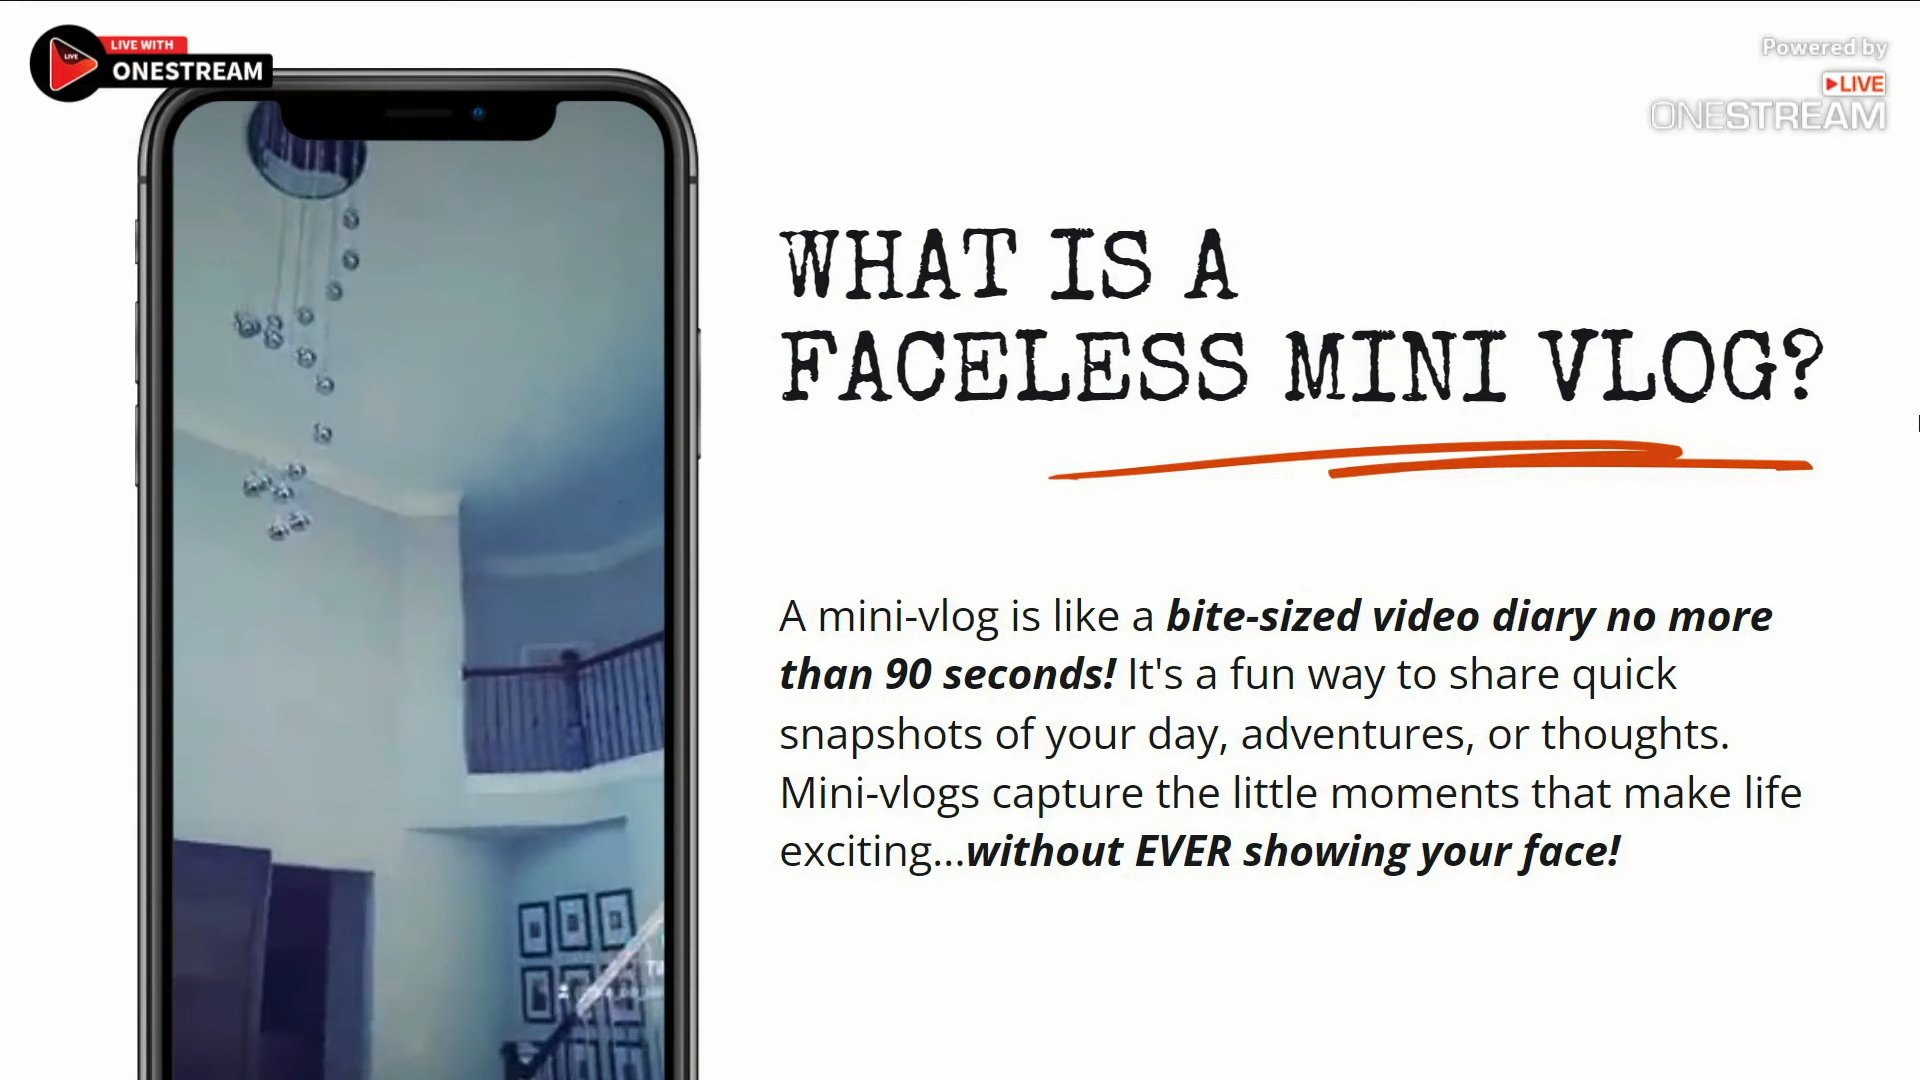 LIVE WITH
LIVE
ONESTREAM
Powered by
LIVE
ONESTREAM
WHAT IS A
FACELESS MINI VLOG?
A mini-vlog is like a bite-sized video diary no more
than 90 seconds! It's a fun way to share quick
snapshots of your day, adventures, or thoughts.
Mini-vlogs capture the little moments that make life
exciting...without EVER showing your face!